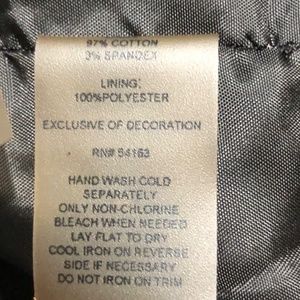 97% COTTON
3% SPANDEX
LINING:
100%POLYESTER
EXCLUSIVE OF DECORATION
RN# 54163
HAND WASH COLD
SEPARATELY
ONLY NON-CHLORINE
BLEACH WHEN NEEDED
LAY FLAT TO DRY
COOL IRON ON REVERSE
SIDE IF NECESSARY
DO NOT IRON ON TRIM